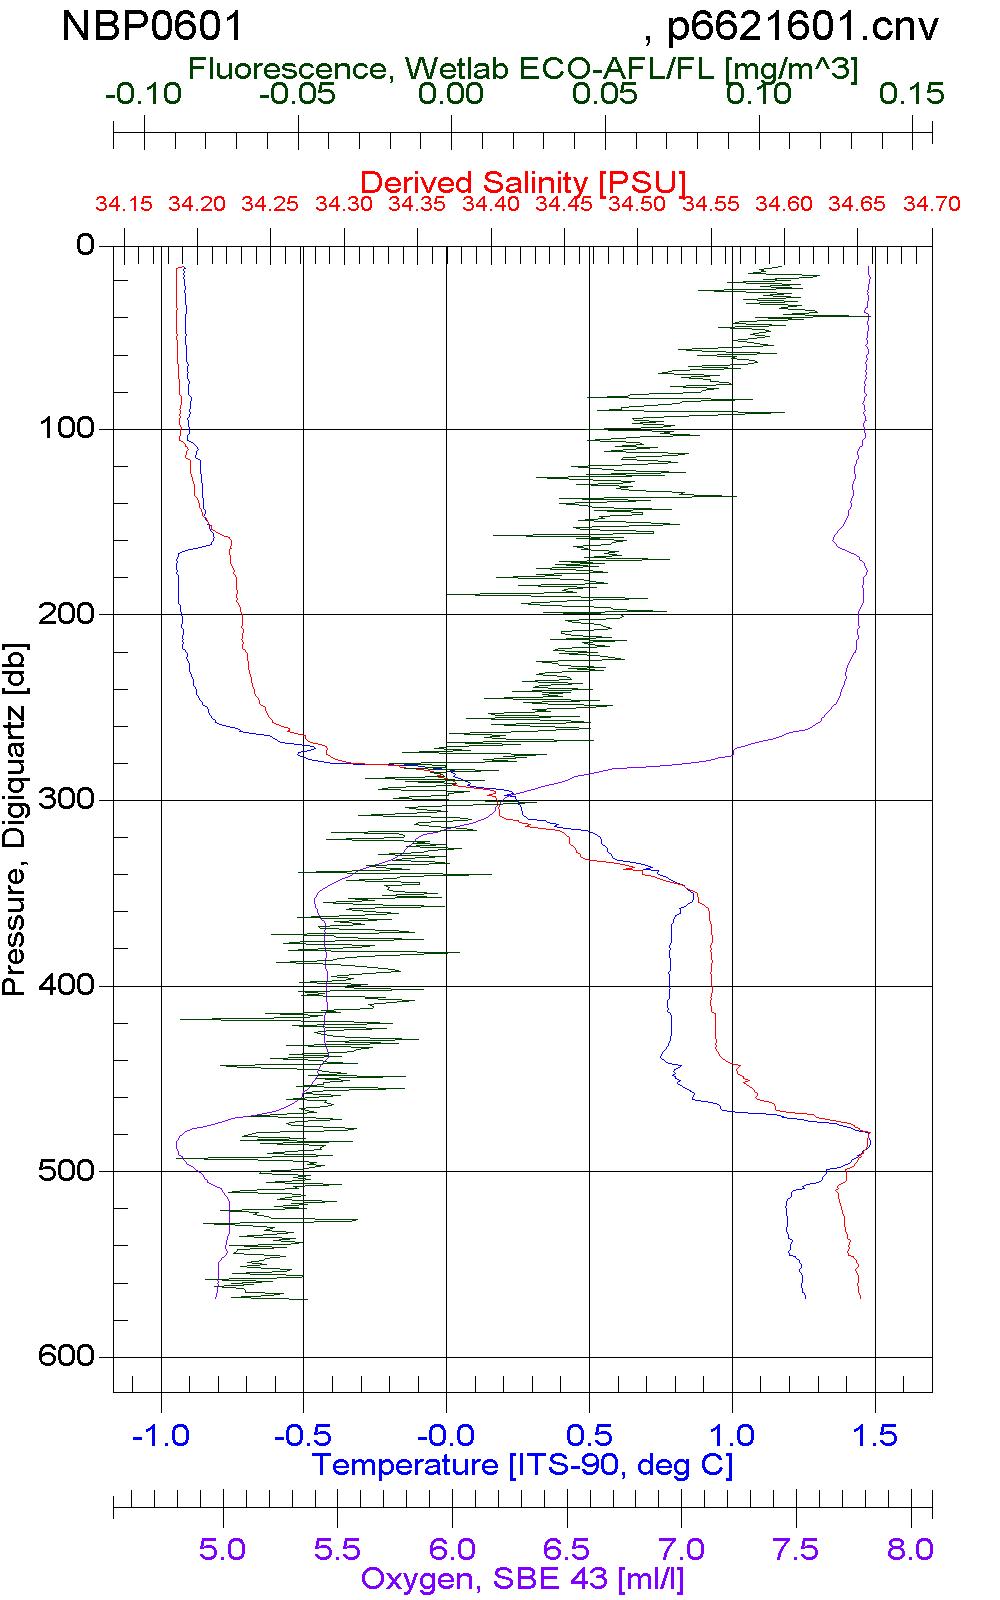 NBP0601 , p6621601.cnv
Fluorescence, Wetlab ECO-AFL/FL [mg/m^3]
-0.10 -0.05 0.00 0.05 0.10 0.15
Derived Salinity [PSU]
34.15 34.20 34.25 34.30 34.35 34.40 34.45 34.50 34.55 34.60 34.65 34.70
0
100
200
300
400
500
600
Pressure, Digiquartz [db]
-1.0 -0.5 -0.0 0.5 1.0 1.5
Temperature [ITS-90, deg C]
5.0 5.5 6.0 6.5 7.0 7.5 8.0
Oxygen, SBE 43 [ml/l]